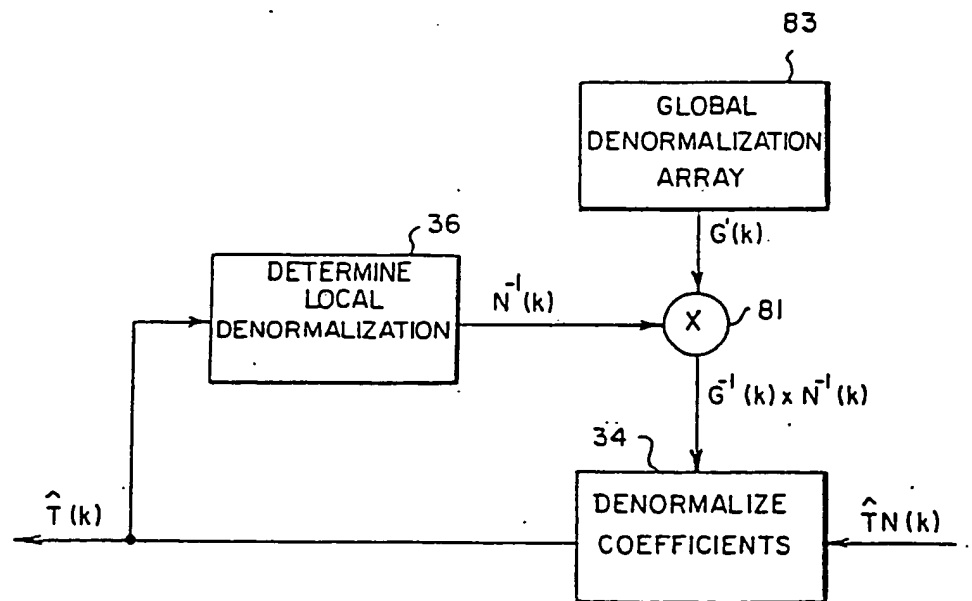 83
GLOBAL
DENORMALIZATION
ARRAY
G'(k)
36
DETERMINE
LOCAL
DENORMALIZATION
N⁻¹(k)
X
81
G⁻¹(k) x N⁻¹(k)
34
DENORMALIZE
COEFFICIENTS
T̂(k)
T̂N(k)